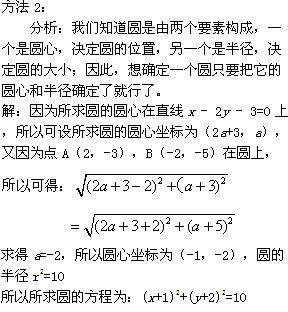 方法2:
分析：我们知道圆是由两个要素构成，一
个是圆心，决定圆的位置，另一个是半径，决
定圆的大小；因此，想确定一个圆只要把它的
圆心和半径确定了就行了。
解：因为所求圆的圆心在直线x - 2y - 3=0上
，所以可设所求圆的圆心坐标为（2a+3，a），
又因为点A（2，-3），B（-2，-5）在圆上，
所以可得：√((2a+3-2)²+(a+3)²)
=√((2a+3+2)²+(a+5)²)
求得a=-2，所以圆心坐标为（-1，-2），圆的
半径r²=10
所以所求圆的方程为：(x+1)²+(y+2)²=10